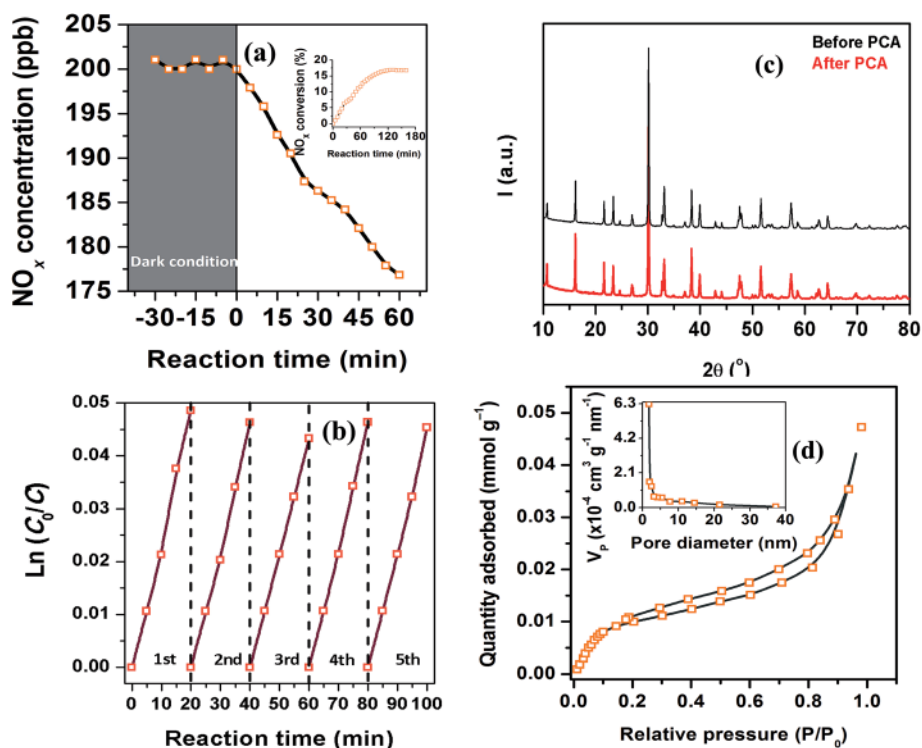 (a)
NOx concentration (ppb)
205
200
195
190
185
180
175
Dark condition
-30 -15 0 15 30 45 60
Reaction time (min)
NOx conversion (%)
20
15
10
5
0
0 60 120 180
Reaction time (min)
(c)
Before PCA
After PCA
I (a.u.)
10 20 30 40 50 60 70 80
2θ (°)
(b)
Ln (C0/C)
0.05
0.04
0.03
0.02
0.01
0.00
1st 2nd 3rd 4th 5th
0 10 20 30 40 50 60 70 80 90 100
Reaction time (min)
(d)
Quantity adsorbed (mmol g⁻¹)
0.05
0.04
0.03
0.02
0.01
0.00
0.0 0.2 0.4 0.6 0.8 1.0
Relative pressure (P/P0)
VP (x10⁻⁴ cm³ g⁻¹ nm⁻¹)
6.3
4.2
2.1
0.0
0 10 20 30 40
Pore diameter (nm)